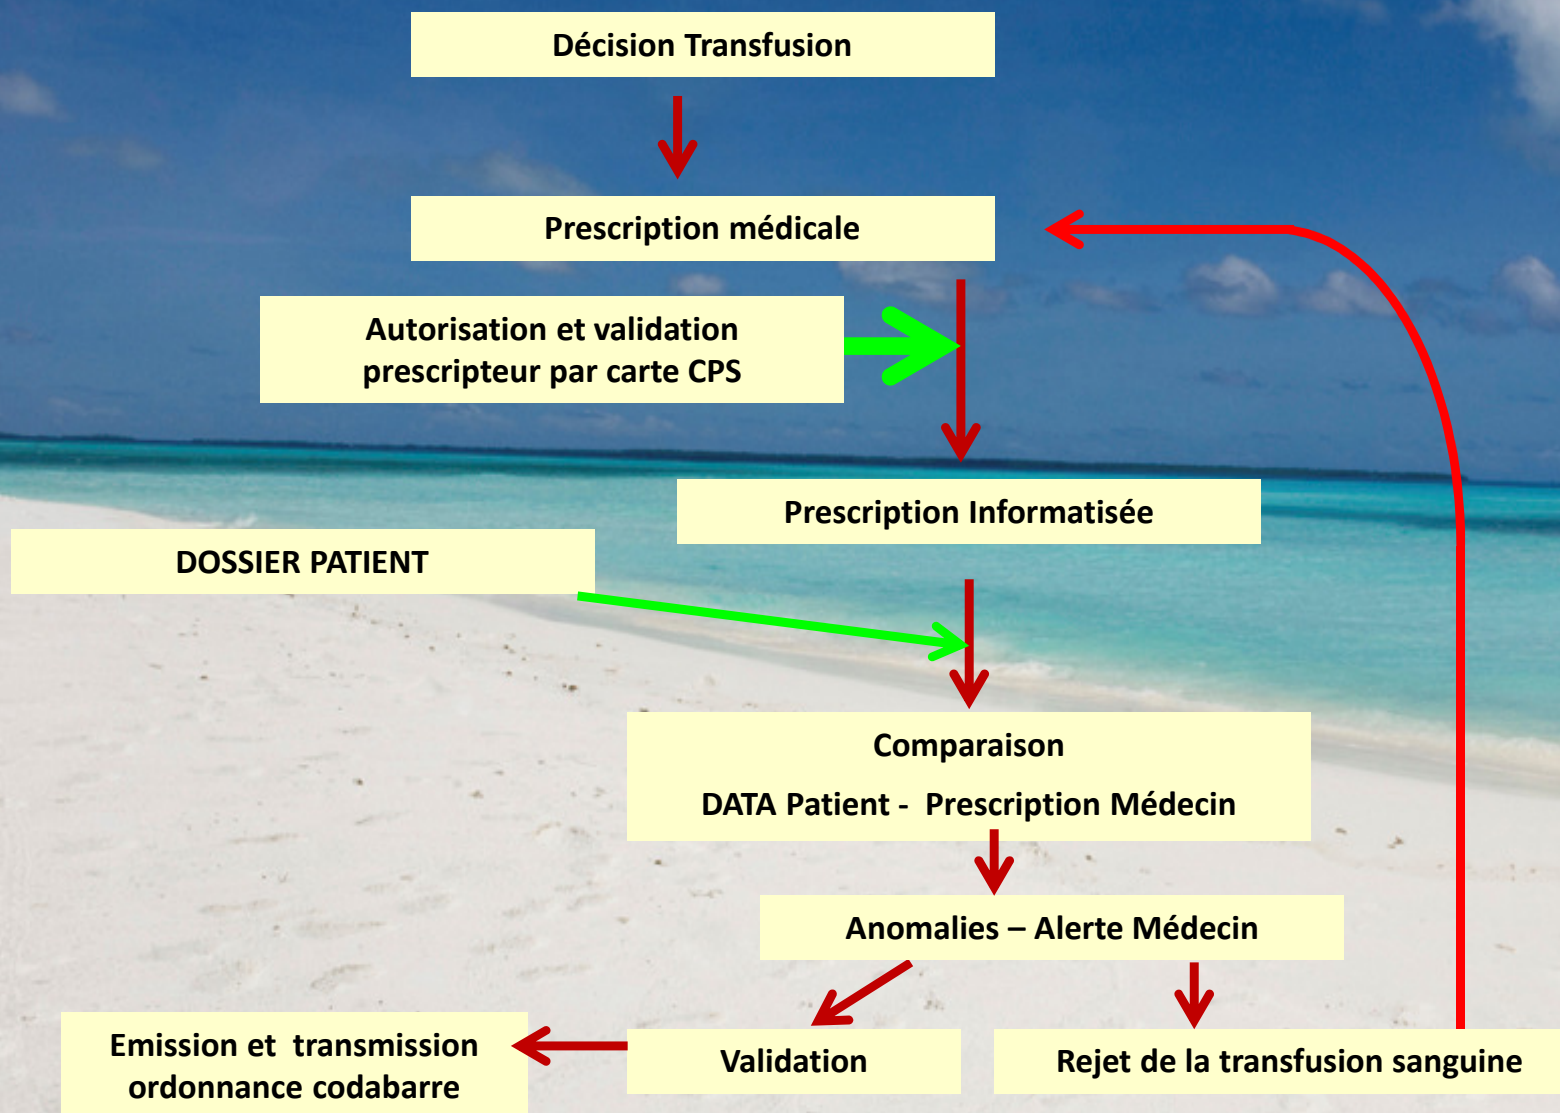 Décision Transfusion
Prescription médicale
Autorisation et validation
prescripteur par carte CPS
Prescription Informatisée
DOSSIER PATIENT
Comparaison
DATA Patient - Prescription Médecin
Anomalies – Alerte Médecin
Emission et transmission
ordonnance codabarre
Validation
Rejet de la transfusion sanguine